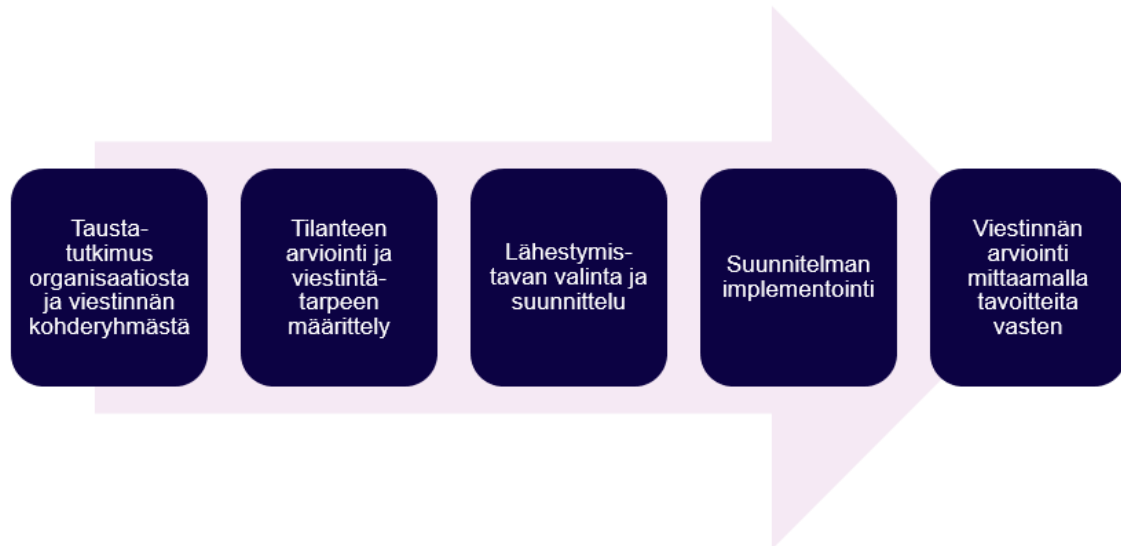 Tausta-
tutkimus
organisaatiosta
ja viestinnän
kohderyhmästä
Tilanteen
arviointi ja
viestintä-
tarpeen
määrittely
Lähestymis-
tavan valinta ja
suunnittelu
Suunnitelman
implementointi
Viestinnän
arviointi
mittaamalla
tavoitteita
vasten